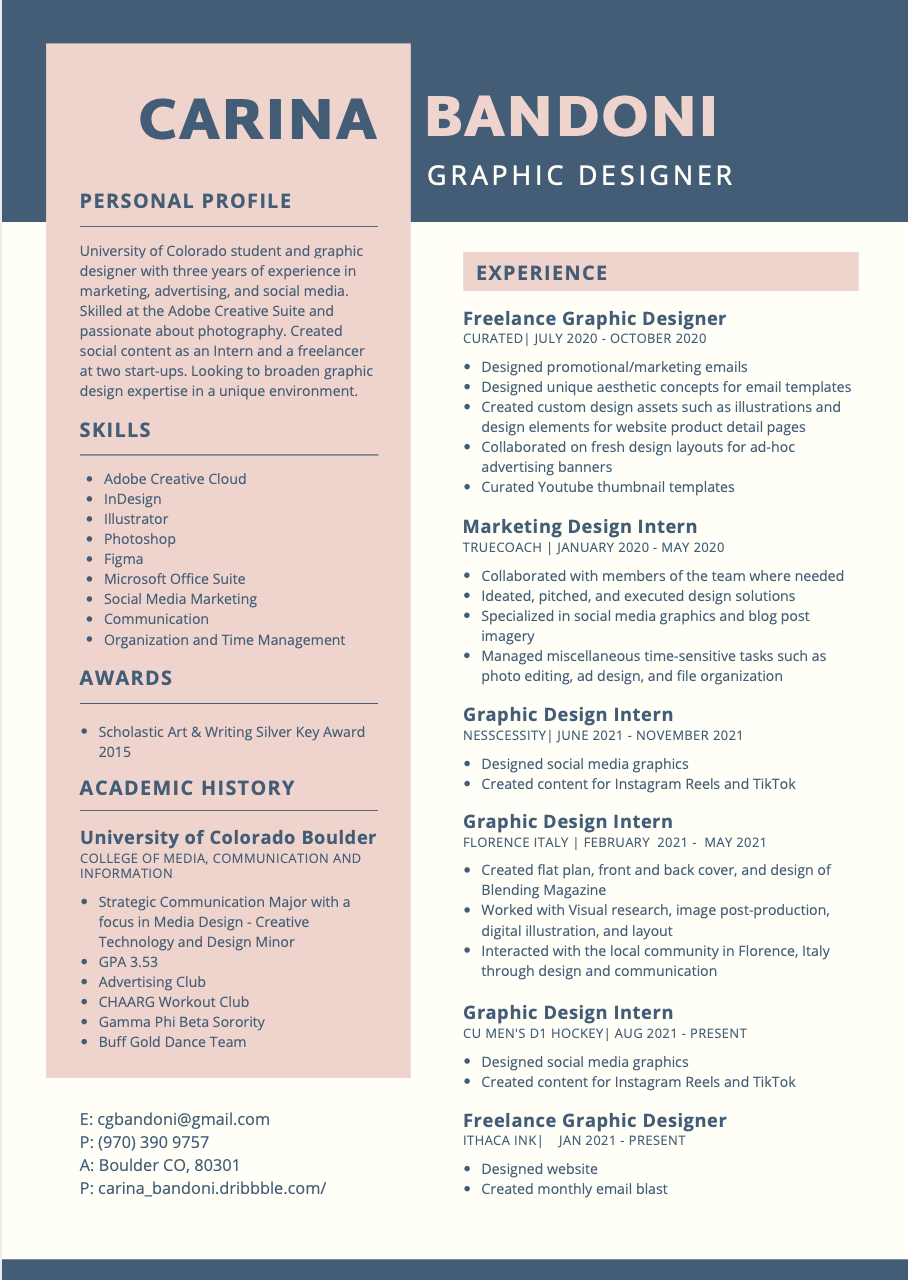 CARINA BANDONI
GRAPHIC DESIGNER
PERSONAL PROFILE
University of Colorado student and graphic
designer with three years of experience in
marketing, advertising, and social media.
Skilled at the Adobe Creative Suite and
passionate about photography. Created
social content as an Intern and a freelancer
at two start-ups. Looking to broaden graphic
design expertise in a unique environment.
SKILLS
• Adobe Creative Cloud
• InDesign
• Illustrator
• Photoshop
• Figma
• Microsoft Office Suite
• Social Media Marketing
• Communication
• Organization and Time Management
AWARDS
• Scholastic Art & Writing Silver Key Award
2015
ACADEMIC HISTORY
University of Colorado Boulder
COLLEGE OF MEDIA, COMMUNICATION AND
INFORMATION
• Strategic Communication Major with a
focus in Media Design - Creative
Technology and Design Minor
• GPA 3.53
• Advertising Club
• CHAARG Workout Club
• Gamma Phi Beta Sorority
• Buff Gold Dance Team
E: cgbandoni@gmail.com
P: (970) 390 9757
A: Boulder CO, 80301
P: carina_bandoni.dribbble.com/
EXPERIENCE
Freelance Graphic Designer
CURATED| JULY 2020 - OCTOBER 2020
• Designed promotional/marketing emails
• Designed unique aesthetic concepts for email templates
• Created custom design assets such as illustrations and
design elements for website product detail pages
• Collaborated on fresh design layouts for ad-hoc
advertising banners
• Curated Youtube thumbnail templates
Marketing Design Intern
TRUECOACH | JANUARY 2020 - MAY 2020
• Collaborated with members of the team where needed
• Ideated, pitched, and executed design solutions
• Specialized in social media graphics and blog post
imagery
• Managed miscellaneous time-sensitive tasks such as
photo editing, ad design, and file organization
Graphic Design Intern
NESSCESSITY| JUNE 2021 - NOVEMBER 2021
• Designed social media graphics
• Created content for Instagram Reels and TikTok
Graphic Design Intern
FLORENCE ITALY | FEBRUARY 2021 - MAY 2021
• Created flat plan, front and back cover, and design of
Blending Magazine
• Worked with Visual research, image post-production,
digital illustration, and layout
• Interacted with the local community in Florence, Italy
through design and communication
Graphic Design Intern
CU MEN'S D1 HOCKEY| AUG 2021 - PRESENT
• Designed social media graphics
• Created content for Instagram Reels and TikTok
Freelance Graphic Designer
ITHACA INK| JAN 2021 - PRESENT
• Designed website
• Created monthly email blast